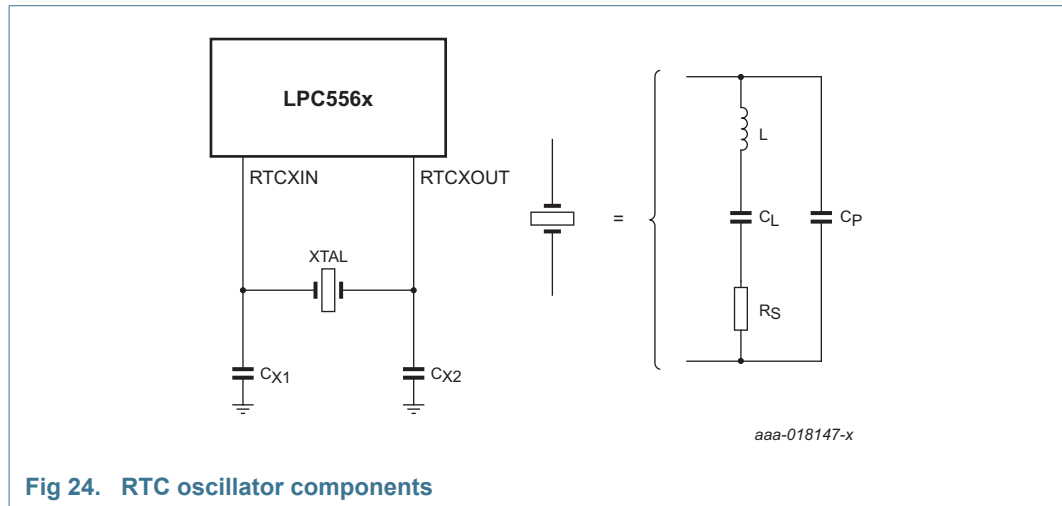 LPC556x
RTCXIN
RTCXOUT
XTAL
CX1
CX2
=
L
CL
CP
RS
aaa-018147-x
Fig 24. RTC oscillator components